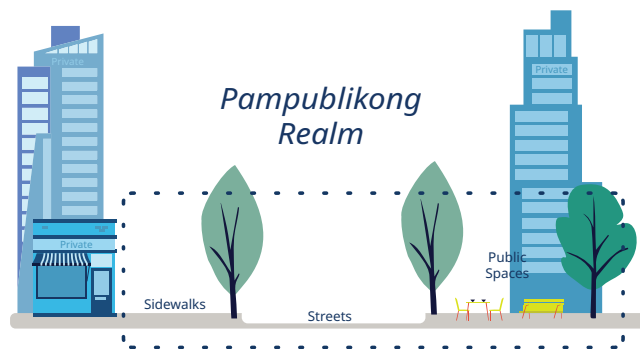 Private
Private
Pampublikong
Realm
Private
Public
Spaces
Sidewalks
Streets